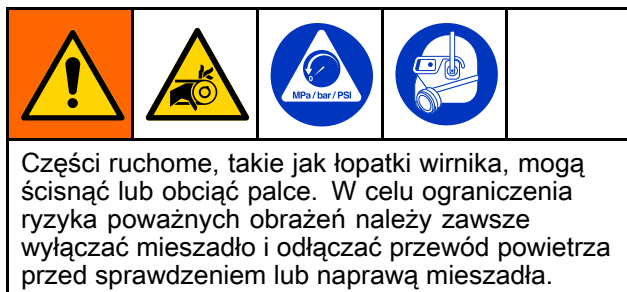 MPa/bar/PSI
Części ruchome, takie jak łopatki wirnika, mogą
ścisnąć lub obciąć palce. W celu ograniczenia
ryzyka poważnych obrażeń należy zawsze
wyłączać mieszadło i odłączać przewód powietrza
przed sprawdzeniem lub naprawą mieszadła.